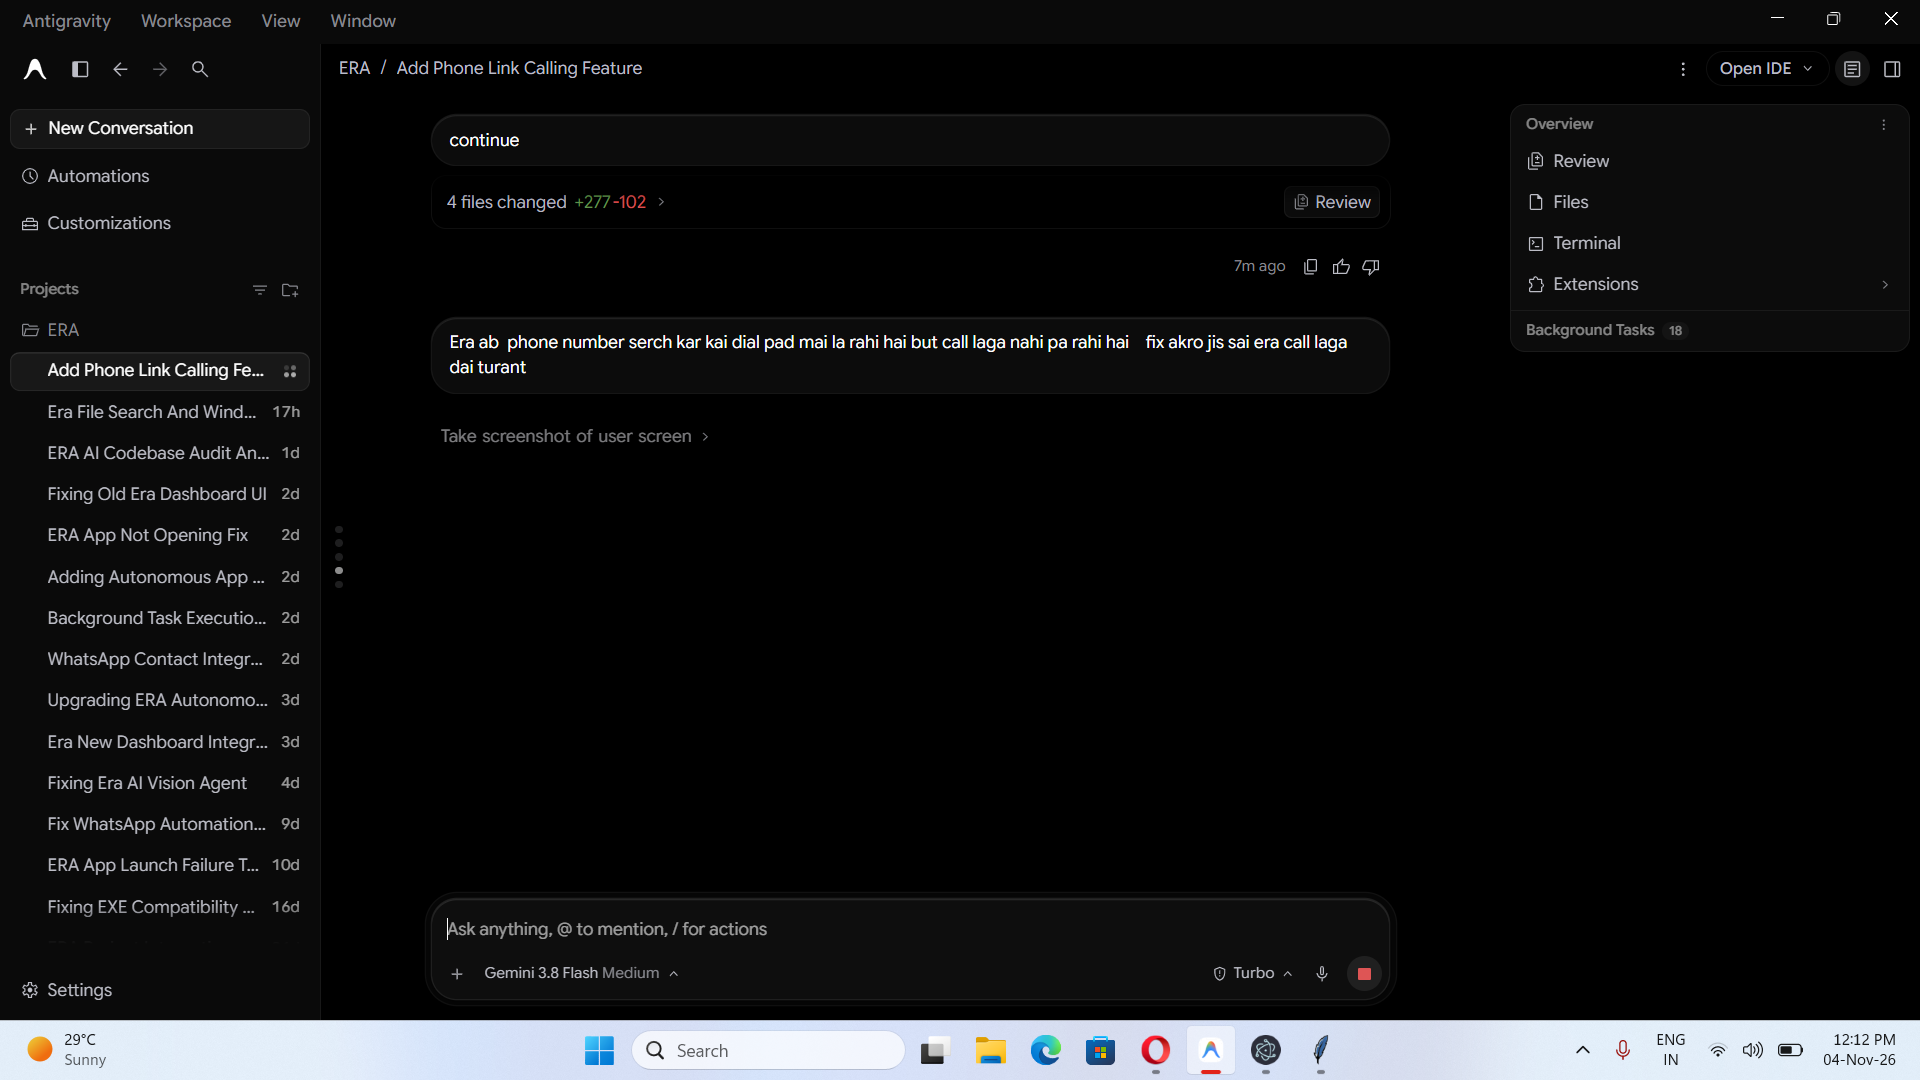 Antigravity
Workspace
View
Window
ERA / Add Phone Link Calling Feature
Open IDE
New Conversation
Automations
Customizations
Projects
ERA
Add Phone Link Calling Fe...
Era File Search And Wind... 17h
ERA AI Codebase Audit An... 1d
Fixing Old Era Dashboard UI 2d
ERA App Not Opening Fix 2d
Adding Autonomous App ... 2d
Background Task Executio... 2d
WhatsApp Contact Integr... 2d
Upgrading ERA Autonomo... 3d
Era New Dashboard Integr... 3d
Fixing Era AI Vision Agent 4d
Fix WhatsApp Automation... 9d
ERA App Launch Failure T... 10d
Fixing EXE Compatibility ... 16d
Settings
continue
4 files changed +277 -102
Review
7m ago
Era ab phone number serch kar kai dial pad mai la rahi hai but call laga nahi pa rahi hai fix akro jis sai era call laga
dai turant
Take screenshot of user screen
Ask anything, @ to mention, / for actions
Gemini 3.8 Flash Medium
Turbo
Overview
Review
Files
Terminal
Extensions
Background Tasks 18
29°C
Sunny
Search
ENG
IN
12:12 PM
04-Nov-26